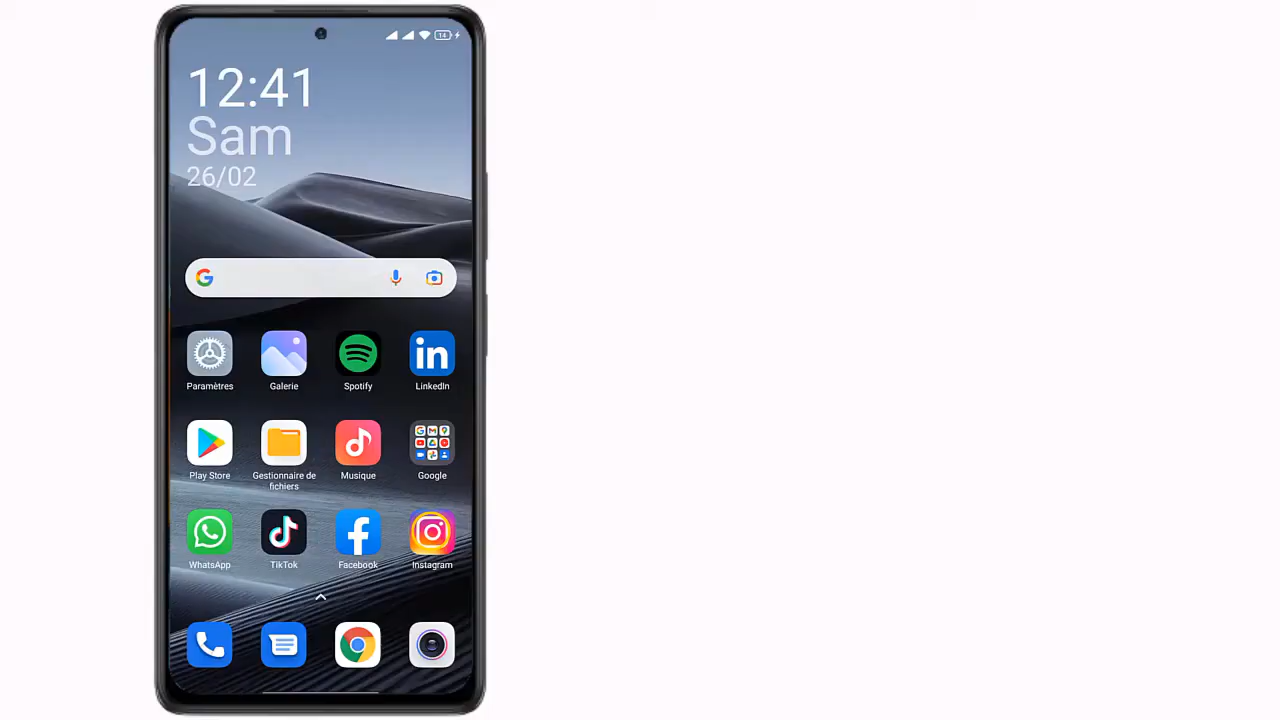 14
12:41
Sam
26/02
Paramètres Galerie Spotify LinkedIn
Play Store Gestionnaire de fichiers Musique Google
WhatsApp TikTok Facebook Instagram